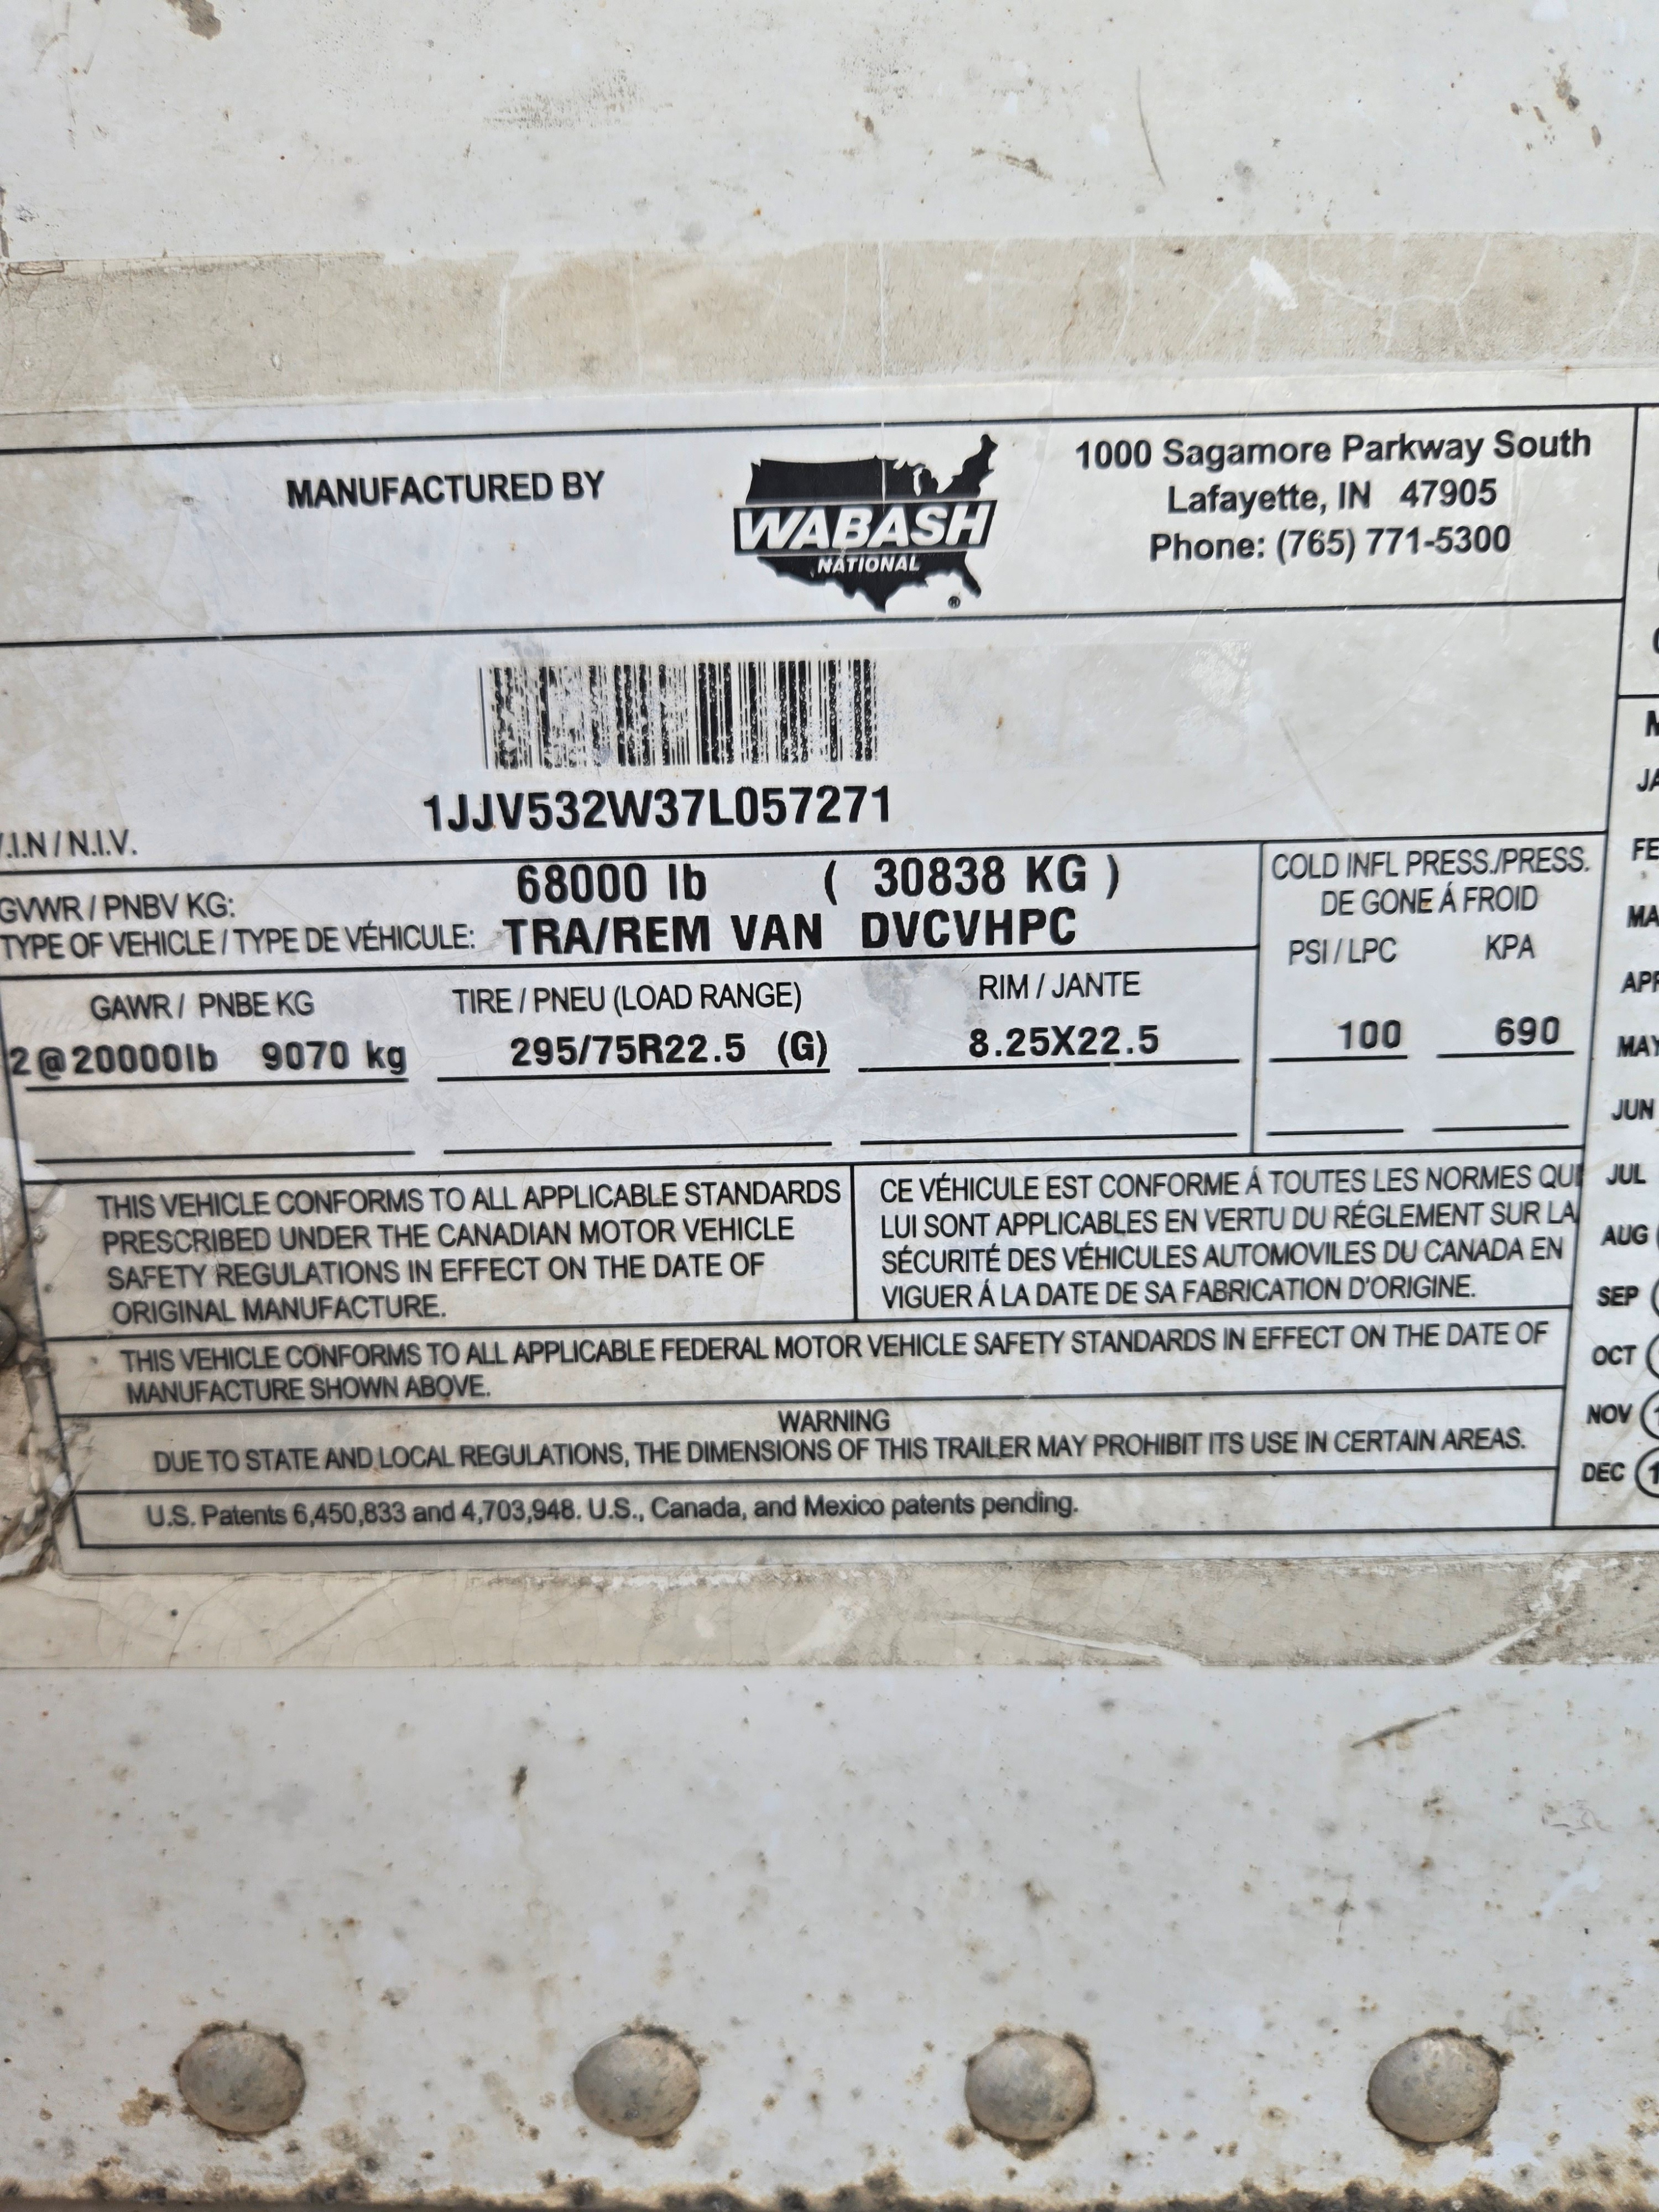 MANUFACTURED BY
WABASH
NATIONAL
®
1000 Sagamore Parkway South
Lafayette, IN 47905
Phone: (765) 771-5300
1JJV532W37L057271
.I.N / N.I.V.
GVWR / PNBV KG: 68000 lb ( 30838 KG )
TYPE OF VEHICLE / TYPE DE VÉHICULE: TRA/REM VAN DVCVHPC
COLD INFL PRESS./PRESS.
DE GONE Á FROID
PSI / LPC KPA
GAWR / PNBE KG TIRE / PNEU (LOAD RANGE) RIM / JANTE
2@20000lb 9070 kg 295/75R22.5 (G) 8.25X22.5 100 690
THIS VEHICLE CONFORMS TO ALL APPLICABLE STANDARDS
PRESCRIBED UNDER THE CANADIAN MOTOR VEHICLE
SAFETY REGULATIONS IN EFFECT ON THE DATE OF
ORIGINAL MANUFACTURE.
CE VÉHICULE EST CONFORME Á TOUTES LES NORMES QUI
LUI SONT APPLICABLES EN VERTU DU RÉGLEMENT SUR LA
SÉCURITÉ DES VÉHICULES AUTOMOVILES DU CANADA EN
VIGUER Á LA DATE DE SA FABRICATION D'ORIGINE.
THIS VEHICLE CONFORMS TO ALL APPLICABLE FEDERAL MOTOR VEHICLE SAFETY STANDARDS IN EFFECT ON THE DATE OF
MANUFACTURE SHOWN ABOVE.
WARNING
DUE TO STATE AND LOCAL REGULATIONS, THE DIMENSIONS OF THIS TRAILER MAY PROHIBIT ITS USE IN CERTAIN AREAS.
U.S. Patents 6,450,833 and 4,703,948. U.S., Canada, and Mexico patents pending.
JA
FE
MA
APR
MAY
JUN
JUL
AUG
SEP
OCT
NOV
DEC